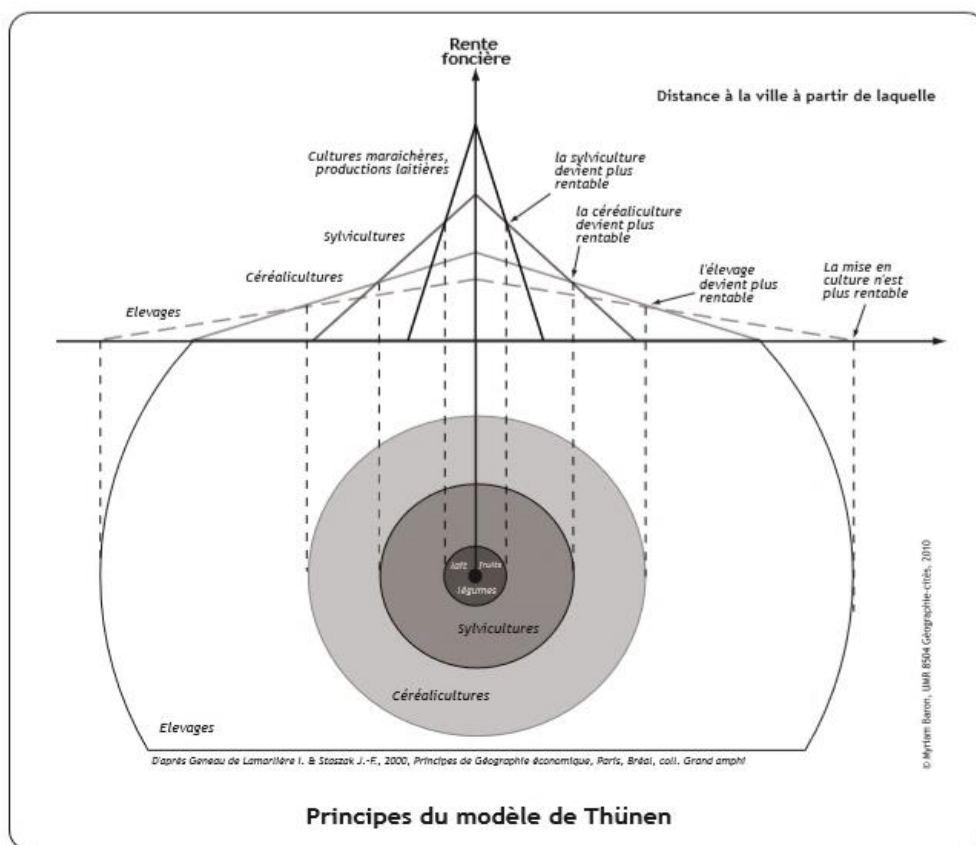 Rente
foncière
Distance à la ville à partir de laquelle
Cultures maraichères,
productions laitières
la sylviculture
devient plus
rentable
la céréaliculture
devient plus
rentable
Sylvicultures
Céréalicultures
l'élevage
devient plus
rentable
La mise en
culture n'est
plus rentable
Elevages
lait fruits
légumes
Sylvicultures
Céréalicultures
Elevages
© Myriam Baron, UMR 8504 Géographie-cités, 2010
D'après Geneau de Lamarlière I. & Staszak J.-F., 2000, Principes de Géographie économique, Paris, Bréal, coll. Grand amphi
Principes du modèle de Thünen